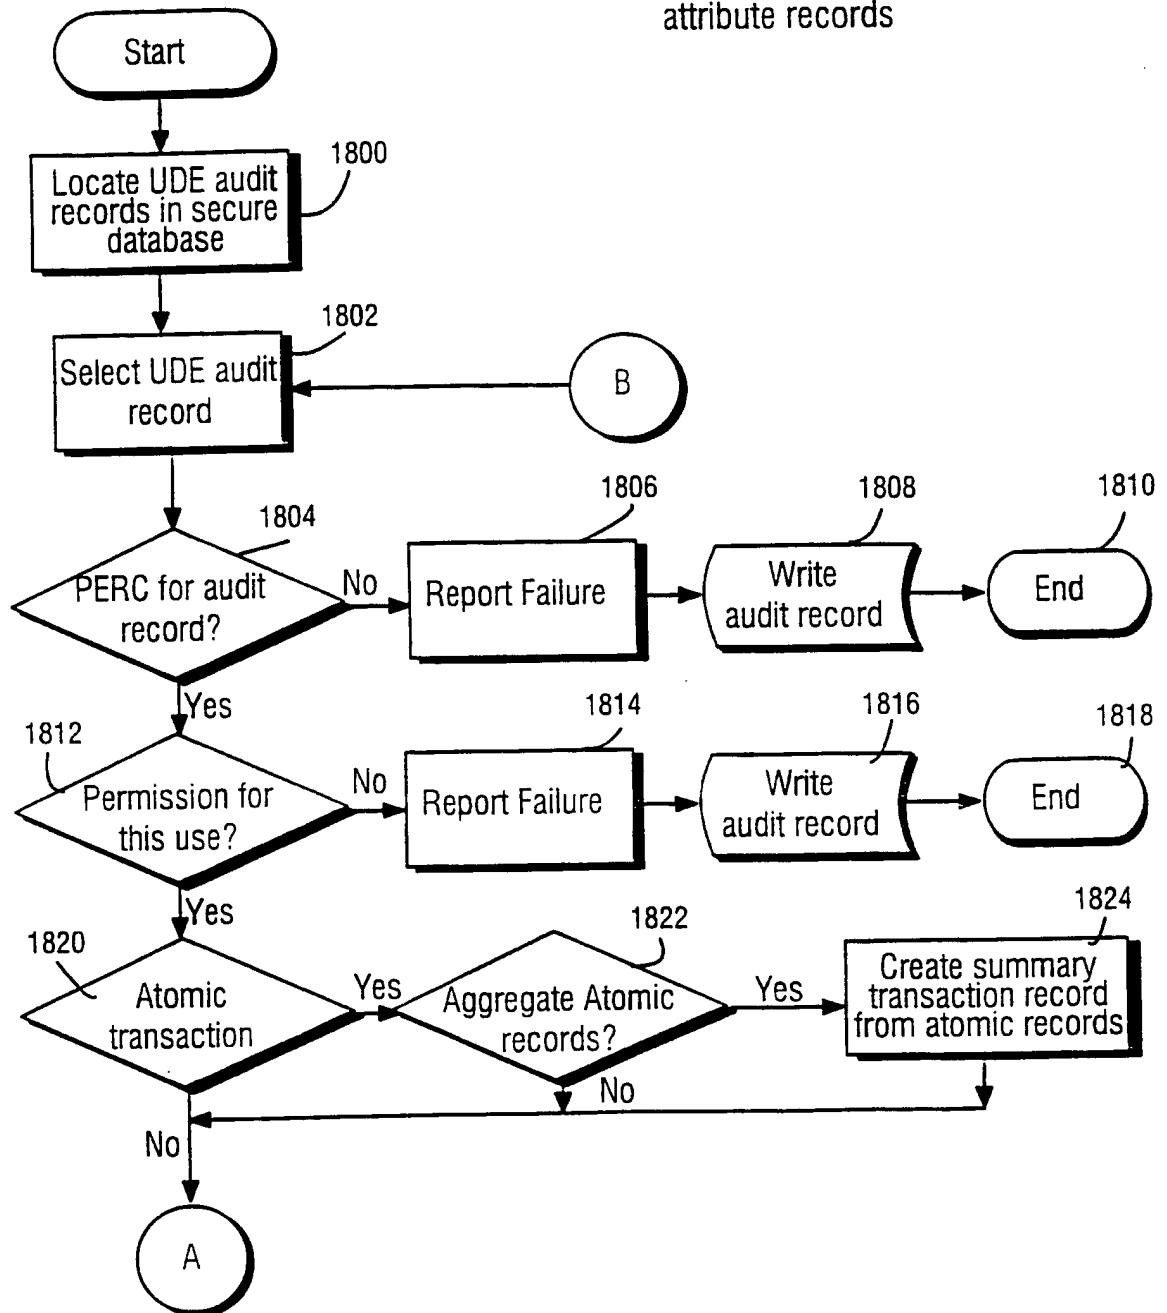 attribute records
Start
1800
Locate UDE audit
records in secure
database
1802
Select UDE audit
record
B
1804
PERC for audit
record?
No
1806
Report Failure
1808
Write
audit record
1810
End
Yes
1812
Permission for
this use?
No
1814
Report Failure
1816
Write
audit record
1818
End
Yes
1820
Atomic
transaction
Yes
1822
Aggregate Atomic
records?
Yes
1824
Create summary
transaction record
from atomic records
No
No
A